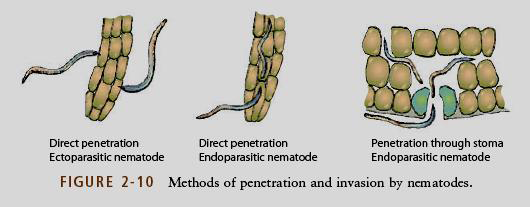 Direct penetration
Ectoparasitic nematode
Direct penetration
Endoparasitic nematode
Penetration through stoma
Endoparasitic nematode
FIGURE 2-10 Methods of penetration and invasion by nematodes.